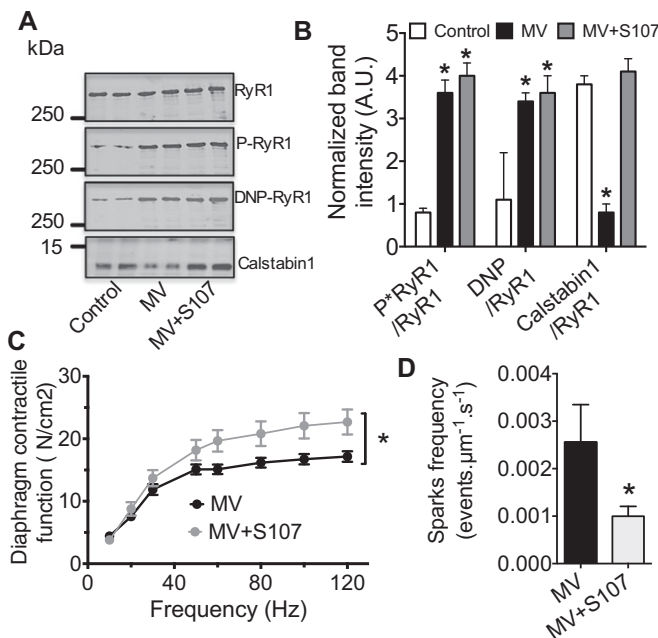 A
kDa
RyR1
250
P-RyR1
250
DNP-RyR1
250
15
Calstabin1
Control
MV
MV+S107
B
Control MV MV+S107
Normalized band
intensity (A.U.)
5
4
3
2
1
0
* * * * *
P*RyR1
/RyR1
DNP
/RyR1
Calstabin1
/RyR1
C
Diaphragm contractile
function ( N/cm2)
30
20
10
0
MV
MV+S107
*
0 40 80 120
Frequency (Hz)
D
Sparks frequency
(events.µm⁻¹.s⁻¹)
0.004
0.003
0.002
0.001
0.000
*
MV
MV+S107